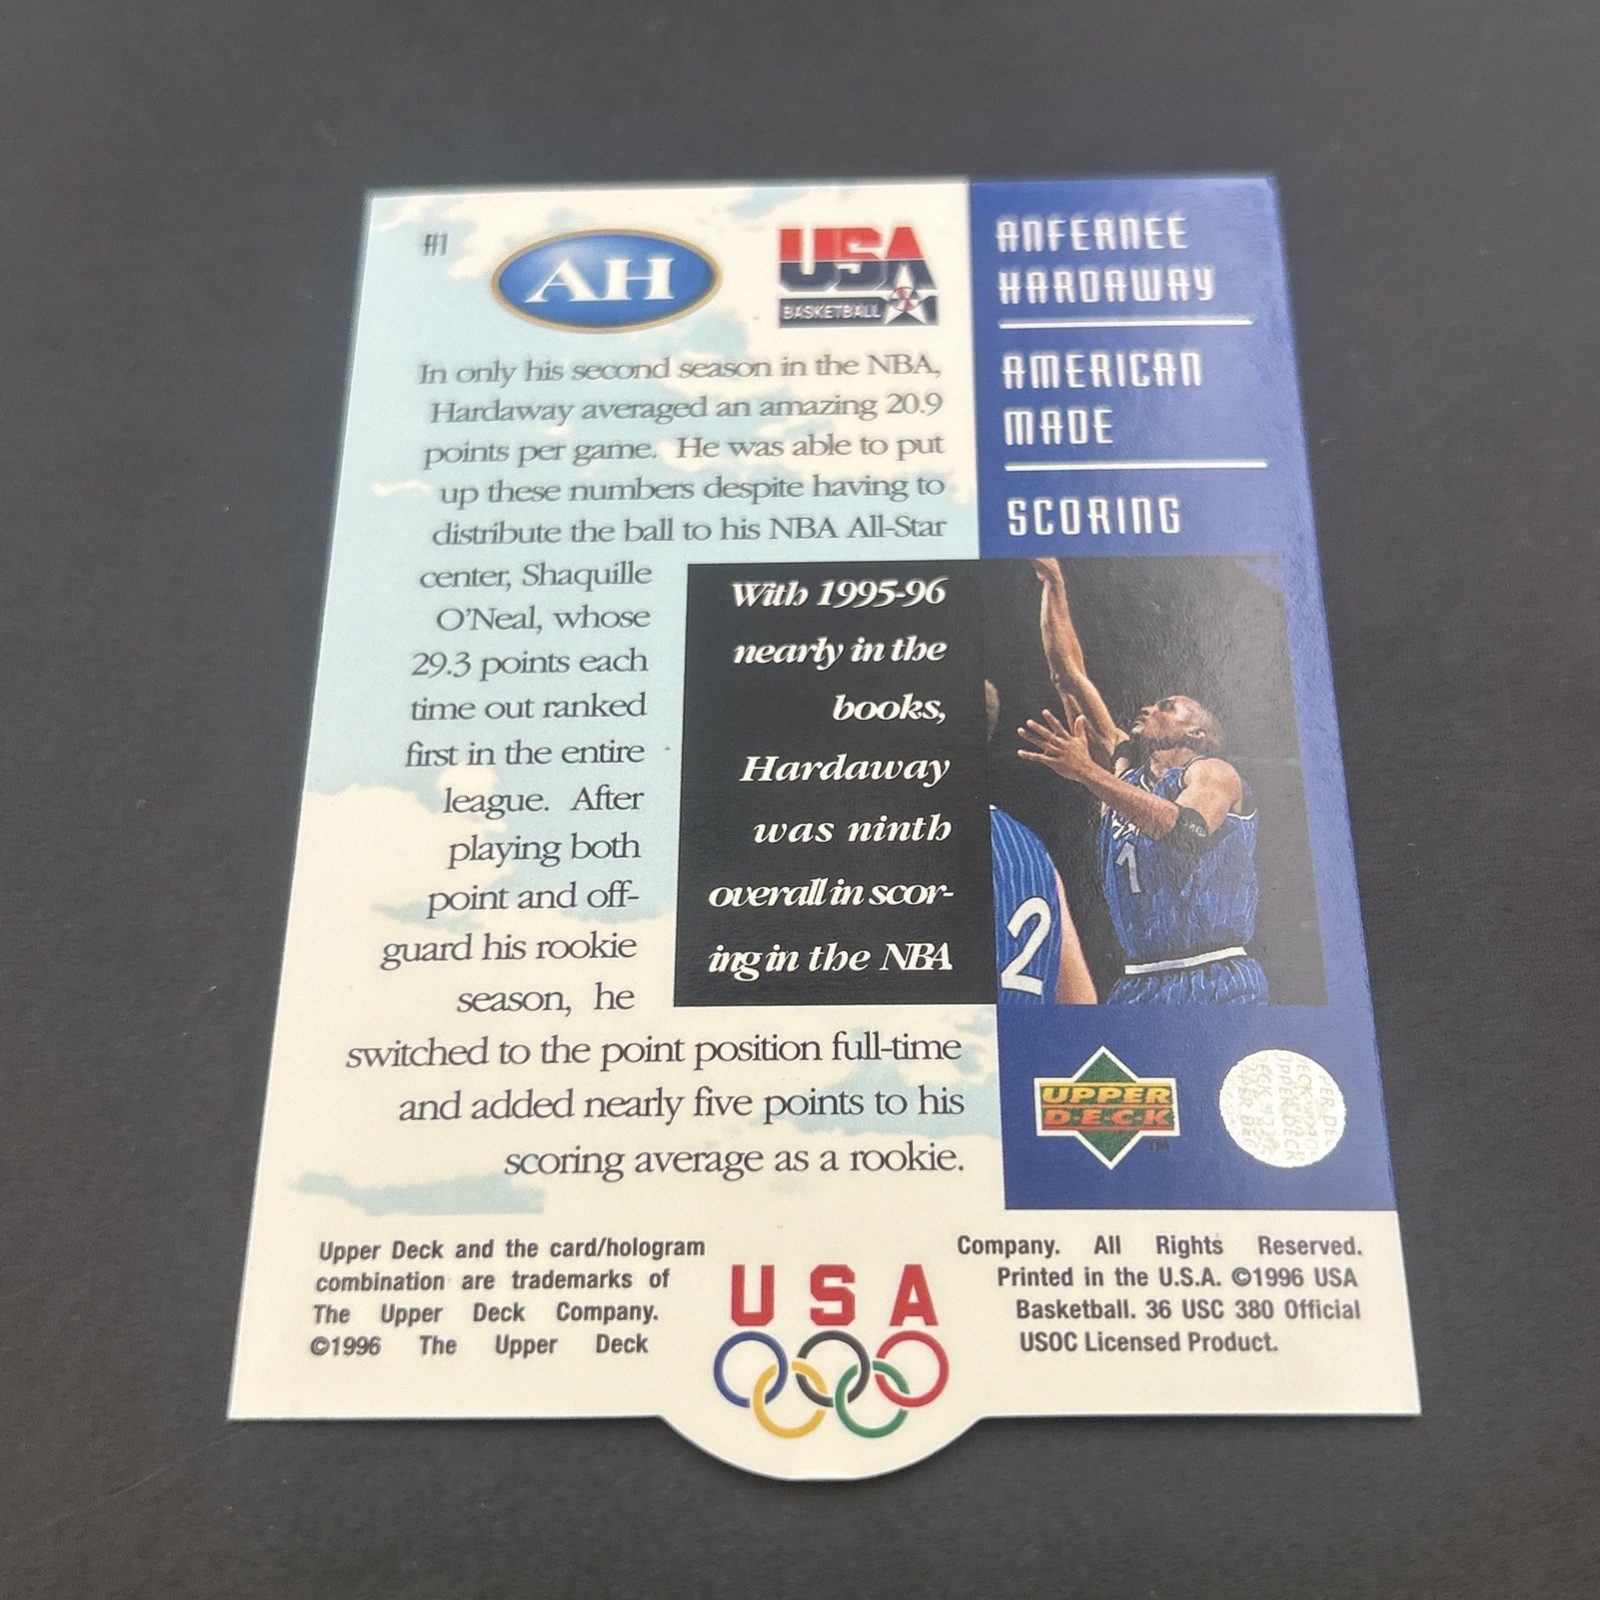 A1
AH
USA
BASKETBALL
ANFERNEE
HARDAWAY
AMERICAN
MADE
SCORING
In only his second season in the NBA,
Hardaway averaged an amazing 20.9
points per game. He was able to put
up these numbers despite having to
distribute the ball to his NBA All-Star
center, Shaquille
O'Neal, whose
29.3 points each
time out ranked
first in the entire
league. After
playing both
point and off-
guard his rookie
season, he
switched to the point position full-time
and added nearly five points to his
scoring average as a rookie.
With 1995-96
nearly in the
books,
Hardaway
was ninth
overall in scor-
ing in the NBA
1
2
UPPER
D·E·C·K
TM
Upper Deck and the card/hologram
combination are trademarks of
The Upper Deck Company.
©1996 The Upper Deck
USA
Company. All Rights Reserved.
Printed in the U.S.A. ©1996 USA
Basketball. 36 USC 380 Official
USOC Licensed Product.